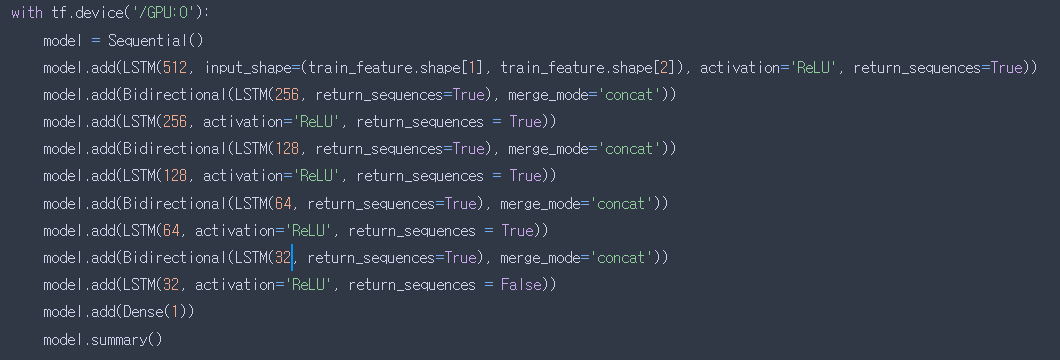 with tf.device('/GPU:0'):
    model = Sequential()
    model.add(LSTM(512, input_shape=(train_feature.shape[1], train_feature.shape[2]), activation='ReLU', return_sequences=True))
    model.add(Bidirectional(LSTM(256, return_sequences=True), merge_mode='concat'))
    model.add(LSTM(256, activation='ReLU', return_sequences = True))
    model.add(Bidirectional(LSTM(128, return_sequences=True), merge_mode='concat'))
    model.add(LSTM(128, activation='ReLU', return_sequences = True))
    model.add(Bidirectional(LSTM(64, return_sequences=True), merge_mode='concat'))
    model.add(LSTM(64, activation='ReLU', return_sequences = True))
    model.add(Bidirectional(LSTM(32, return_sequences=True), merge_mode='concat'))
    model.add(LSTM(32, activation='ReLU', return_sequences = False))
    model.add(Dense(1))
    model.summary()